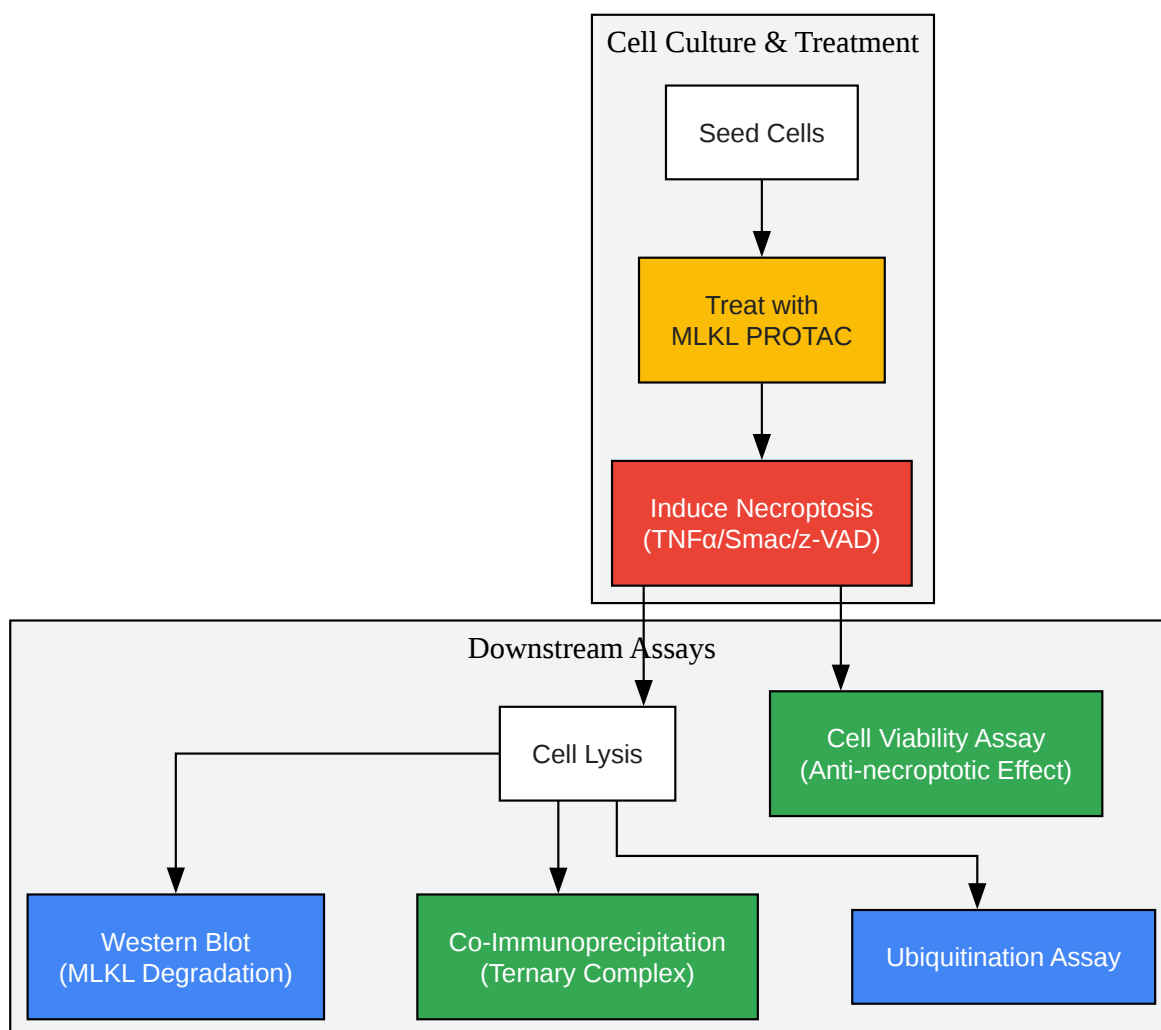 Cell Culture & Treatment
Seed Cells
Treat with
MLKL PROTAC
Induce Necroptosis
(TNFα/Smac/z-VAD)
Downstream Assays
Cell Lysis
Cell Viability Assay
(Anti-necroptotic Effect)
Western Blot
(MLKL Degradation)
Co-Immunoprecipitation
(Ternary Complex)
Ubiquitination Assay